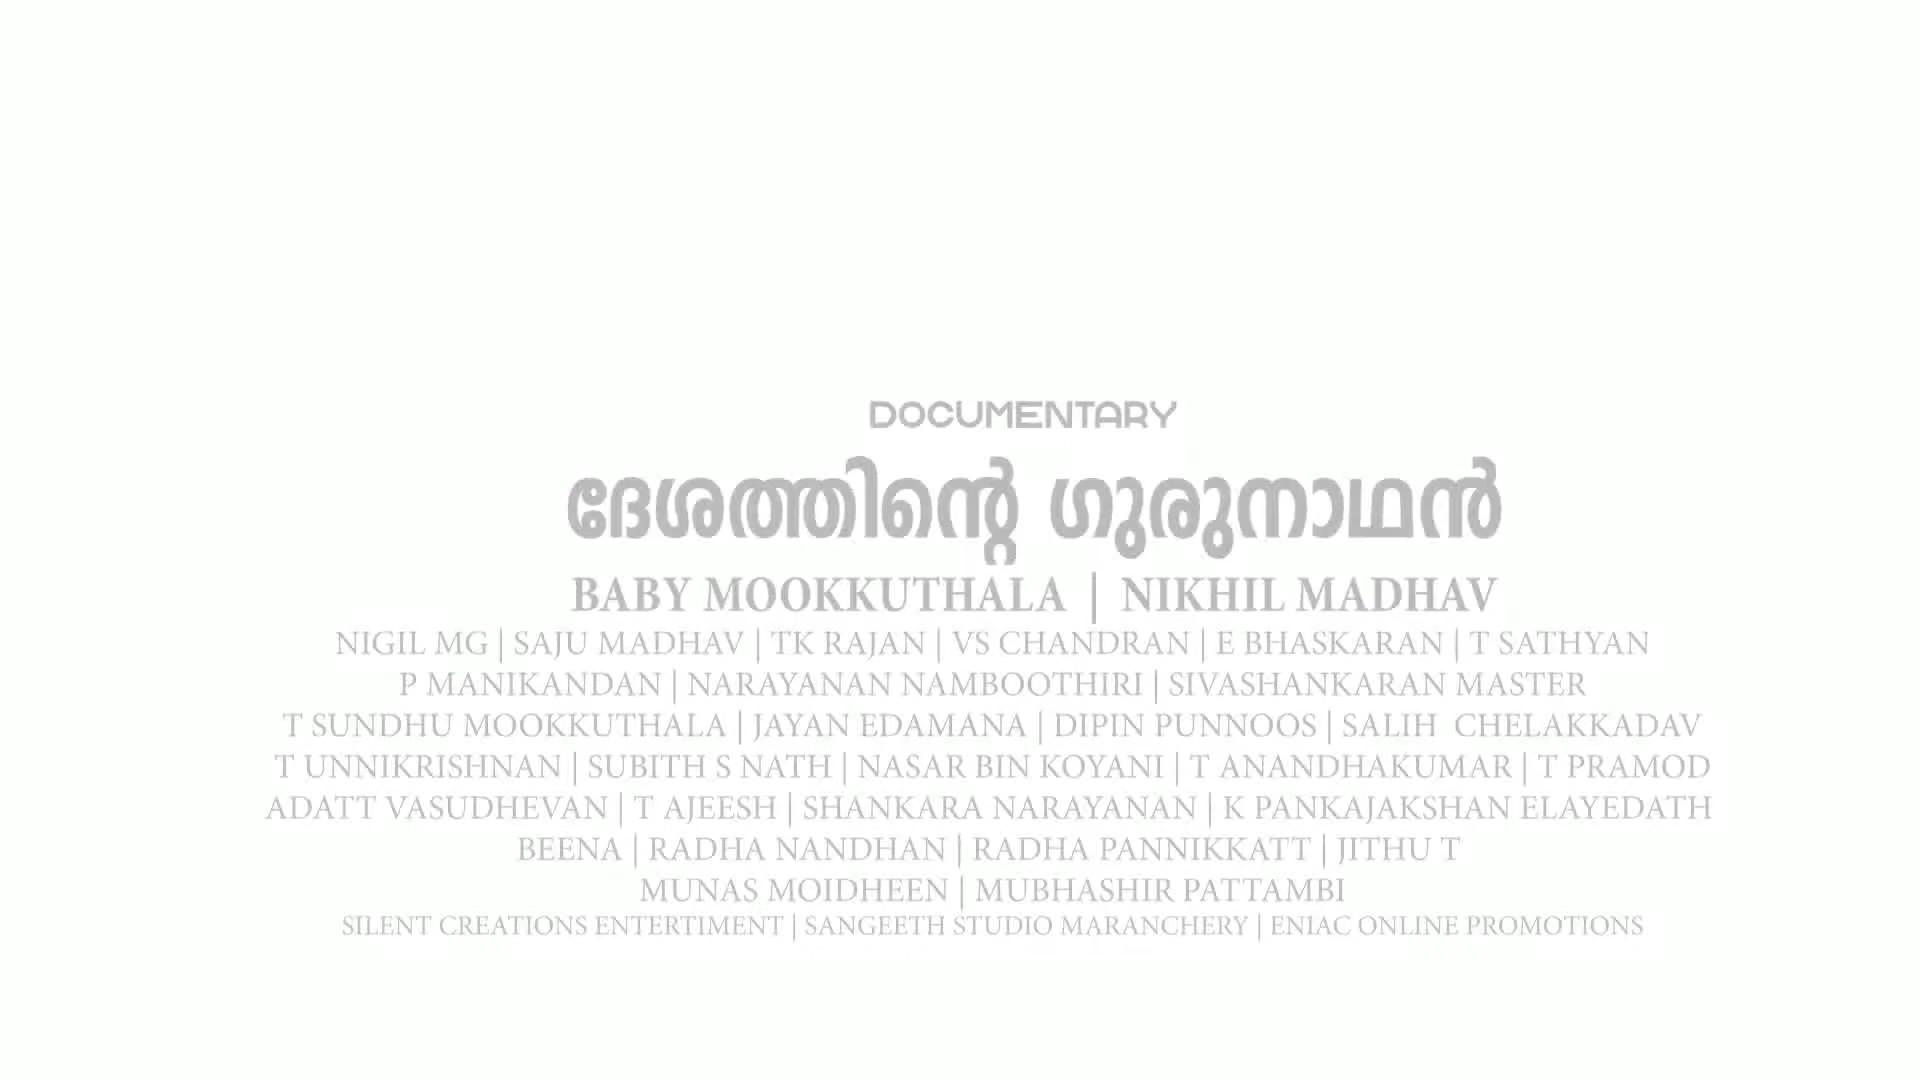 DOCUMENTARY
ദേശത്തിന്റെ ഗുരുനാഥൻ
BABY MOOKKUTHALA | NIKHIL MADHAV
NIGIL MG | SAJU MADHAV | TK RAJAN | VS CHANDRAN | E BHASKARAN | T SATHYAN
P MANIKANDAN | NARAYANAN NAMBOOTHIRI | SIVASHANKARAN MASTER
T SUNDHU MOOKKUTHALA | JAYAN EDAMANA | DIPIN PUNNOOS | SALIH CHELAKKADAV
T UNNIKRISHNAN | SUBITH S NATH | NASAR BIN KOYANI | T ANANDHAKUMAR | T PRAMOD
ADATT VASUDHEVAN | T AJEESH | SHANKARA NARAYANAN | K PANKAJAKSHAN ELAYEDATH
BEENA | RADHA NANDHAN | RADHA PANNIKKATT | JITHU T
MUNAS MOIDHEEN | MUBHASHIR PATTAMBI
SILENT CREATIONS ENTERTIMENT | SANGEETH STUDIO MARANCHERY | EN1AC ONLINE PROMOTIONS